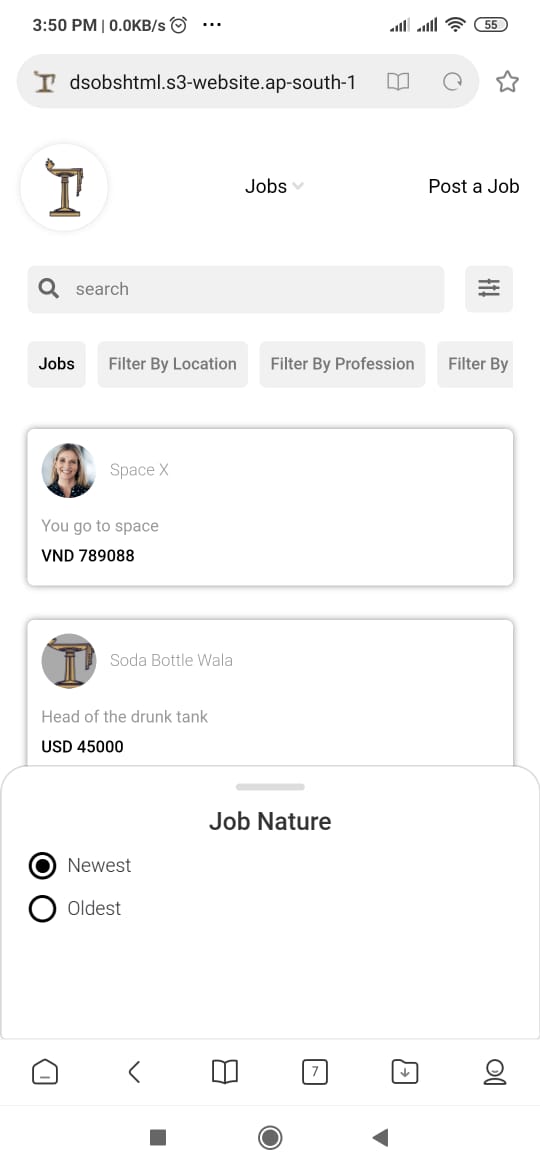 3:50 PM | 0.0KB/s ... 55
dsobshtml.s3-website.ap-south-1
Jobs Post a Job
search
Jobs Filter By Location Filter By Profession Filter By
Space X
You go to space
VND 789088
Soda Bottle Wala
Head of the drunk tank
USD 45000
Job Nature
Newest
Oldest
7